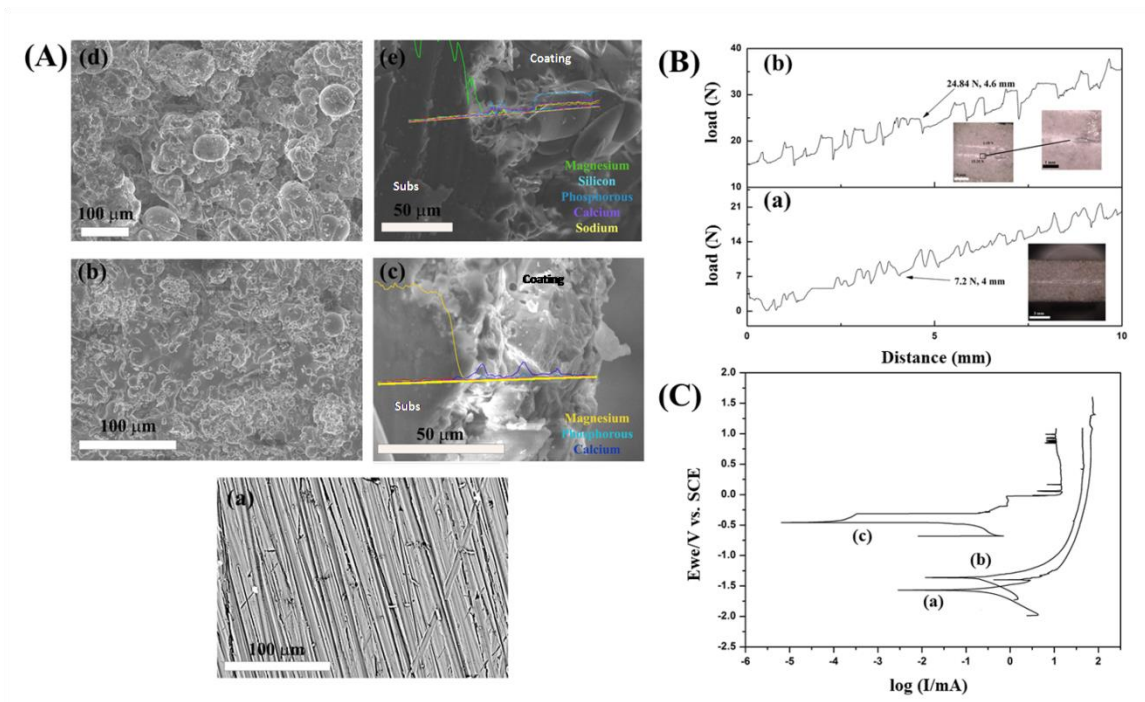 (A)
(d)
100 µm
(e)
Coating
Subs
50 µm
Magnesium
Silicon
Phosphorous
Calcium
Sodium
(b)
100 µm
(c)
Coating
Subs
50 µm
Magnesium
Phosphorous
Calcium
(a)
100 µm
(B)
(b)
load (N)
40
30
20
10
24.84 N, 4.6 mm
(a)
load (N)
21
14
7
0
7.2 N, 4 mm
0
5
10
Distance (mm)
(C)
Ewe/V vs. SCE
2.0
1.5
1.0
0.5
0.0
-0.5
-1.0
-1.5
-2.0
-2.5
(c)
(b)
(a)
-6 -5 -4 -3 -2 -1 0 1 2
log (I/mA)